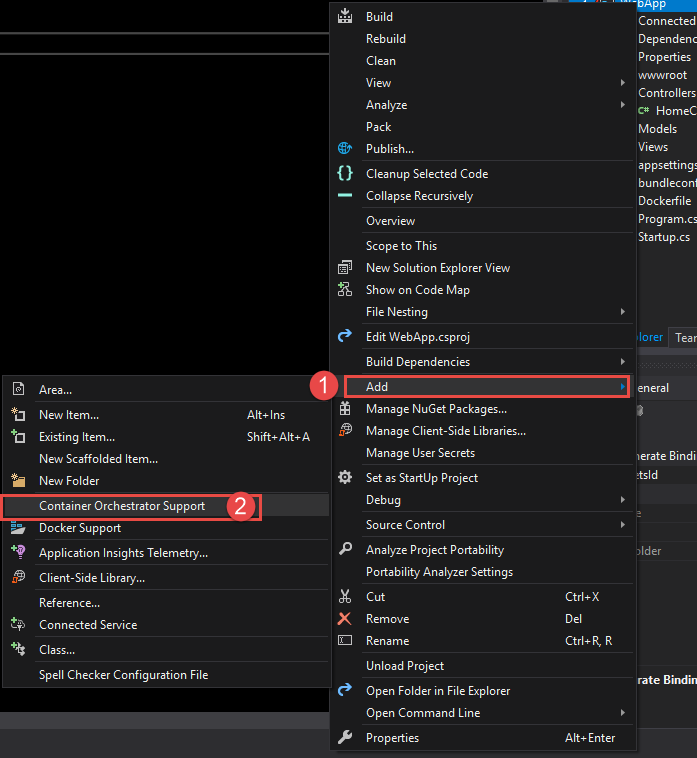 Build
Rebuild
Clean
View
Analyze
Pack
Publish...
Cleanup Selected Code
Collapse Recursively
Overview
Scope to This
New Solution Explorer View
Show on Code Map
File Nesting
Edit WebApp.csproj
Build Dependencies
1
Add
Manage NuGet Packages...
Manage Client-Side Libraries...
Manage User Secrets
Set as StartUp Project
Debug
Source Control
Analyze Project Portability
Portability Analyzer Settings
Cut Ctrl+X
Remove Del
Rename Ctrl+R, R
Unload Project
Open Folder in File Explorer
Open Command Line
Properties Alt+Enter
Area...
New Item... Alt+Ins
Existing Item... Shift+Alt+A
New Scaffolded Item...
New Folder
Container Orchestrator Support 2
Docker Support
Application Insights Telemetry...
Client-Side Library...
Reference...
Connected Service
Class...
Spell Checker Configuration File
WebApp
Connected
Dependenc
Properties
wwwroot
Controllers
C# HomeC
Models
Views
appsettings
bundleconf
Dockerfile
Program.cs
Startup.cs
lorer Tear
eneral
nerate Bindin
etsId
older
rate Bindin